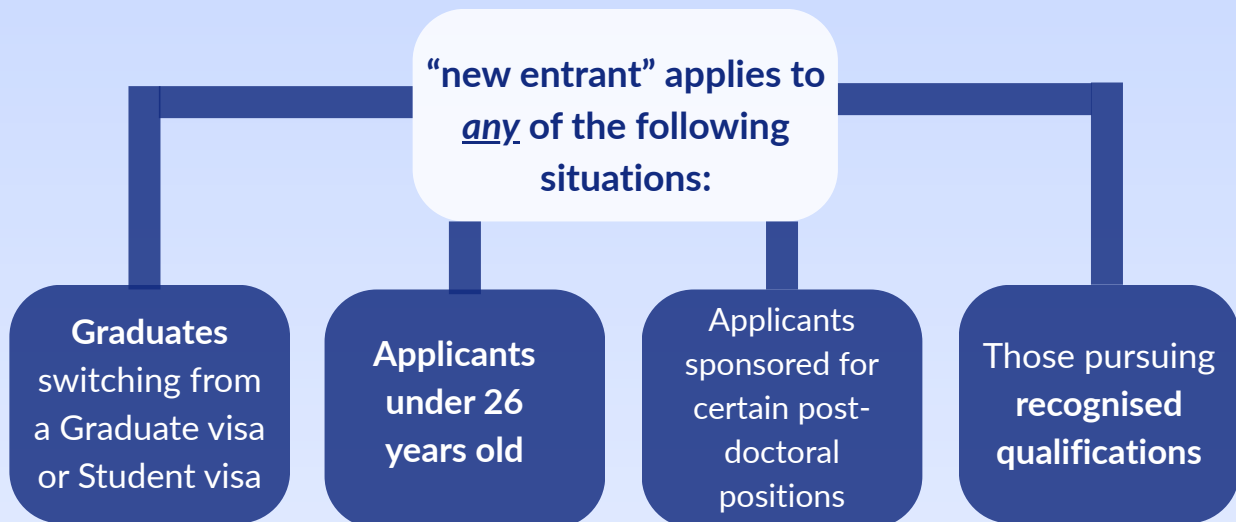 “new entrant” applies to
any of the following
situations:
Graduates
switching from
a Graduate visa
or Student visa
Applicants
under 26
years old
Applicants
sponsored for
certain post-
doctoral
positions
Those pursuing
recognised
qualifications